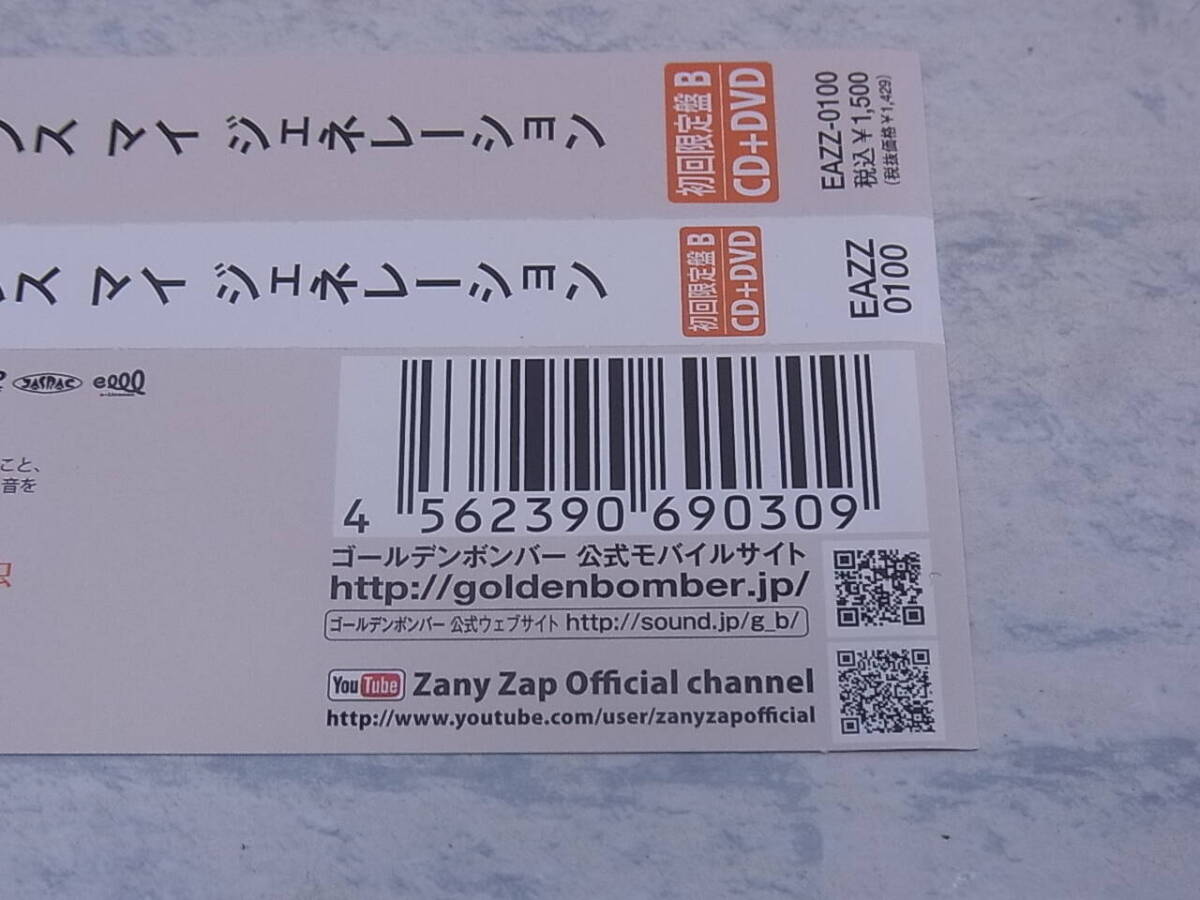 ンス マイ ジェネレーション
初回限定盤 B
CD+DVD
EAZZ-0100
税込¥1,500
(税抜価格¥1,429)
ンス マイ ジェネレーション
初回限定盤 B
CD+DVD
EAZZ
0100
JASRAC
こと、
音を
4 562390 690309
ゴールデンボンバー 公式モバイルサイト
http://goldenbomber.jp/
ゴールデンボンバー 公式ウェブサイト http://sound.jp/g_b/
YouTube Zany Zap Official channel
http://www.youtube.com/user/zanyzapofficial